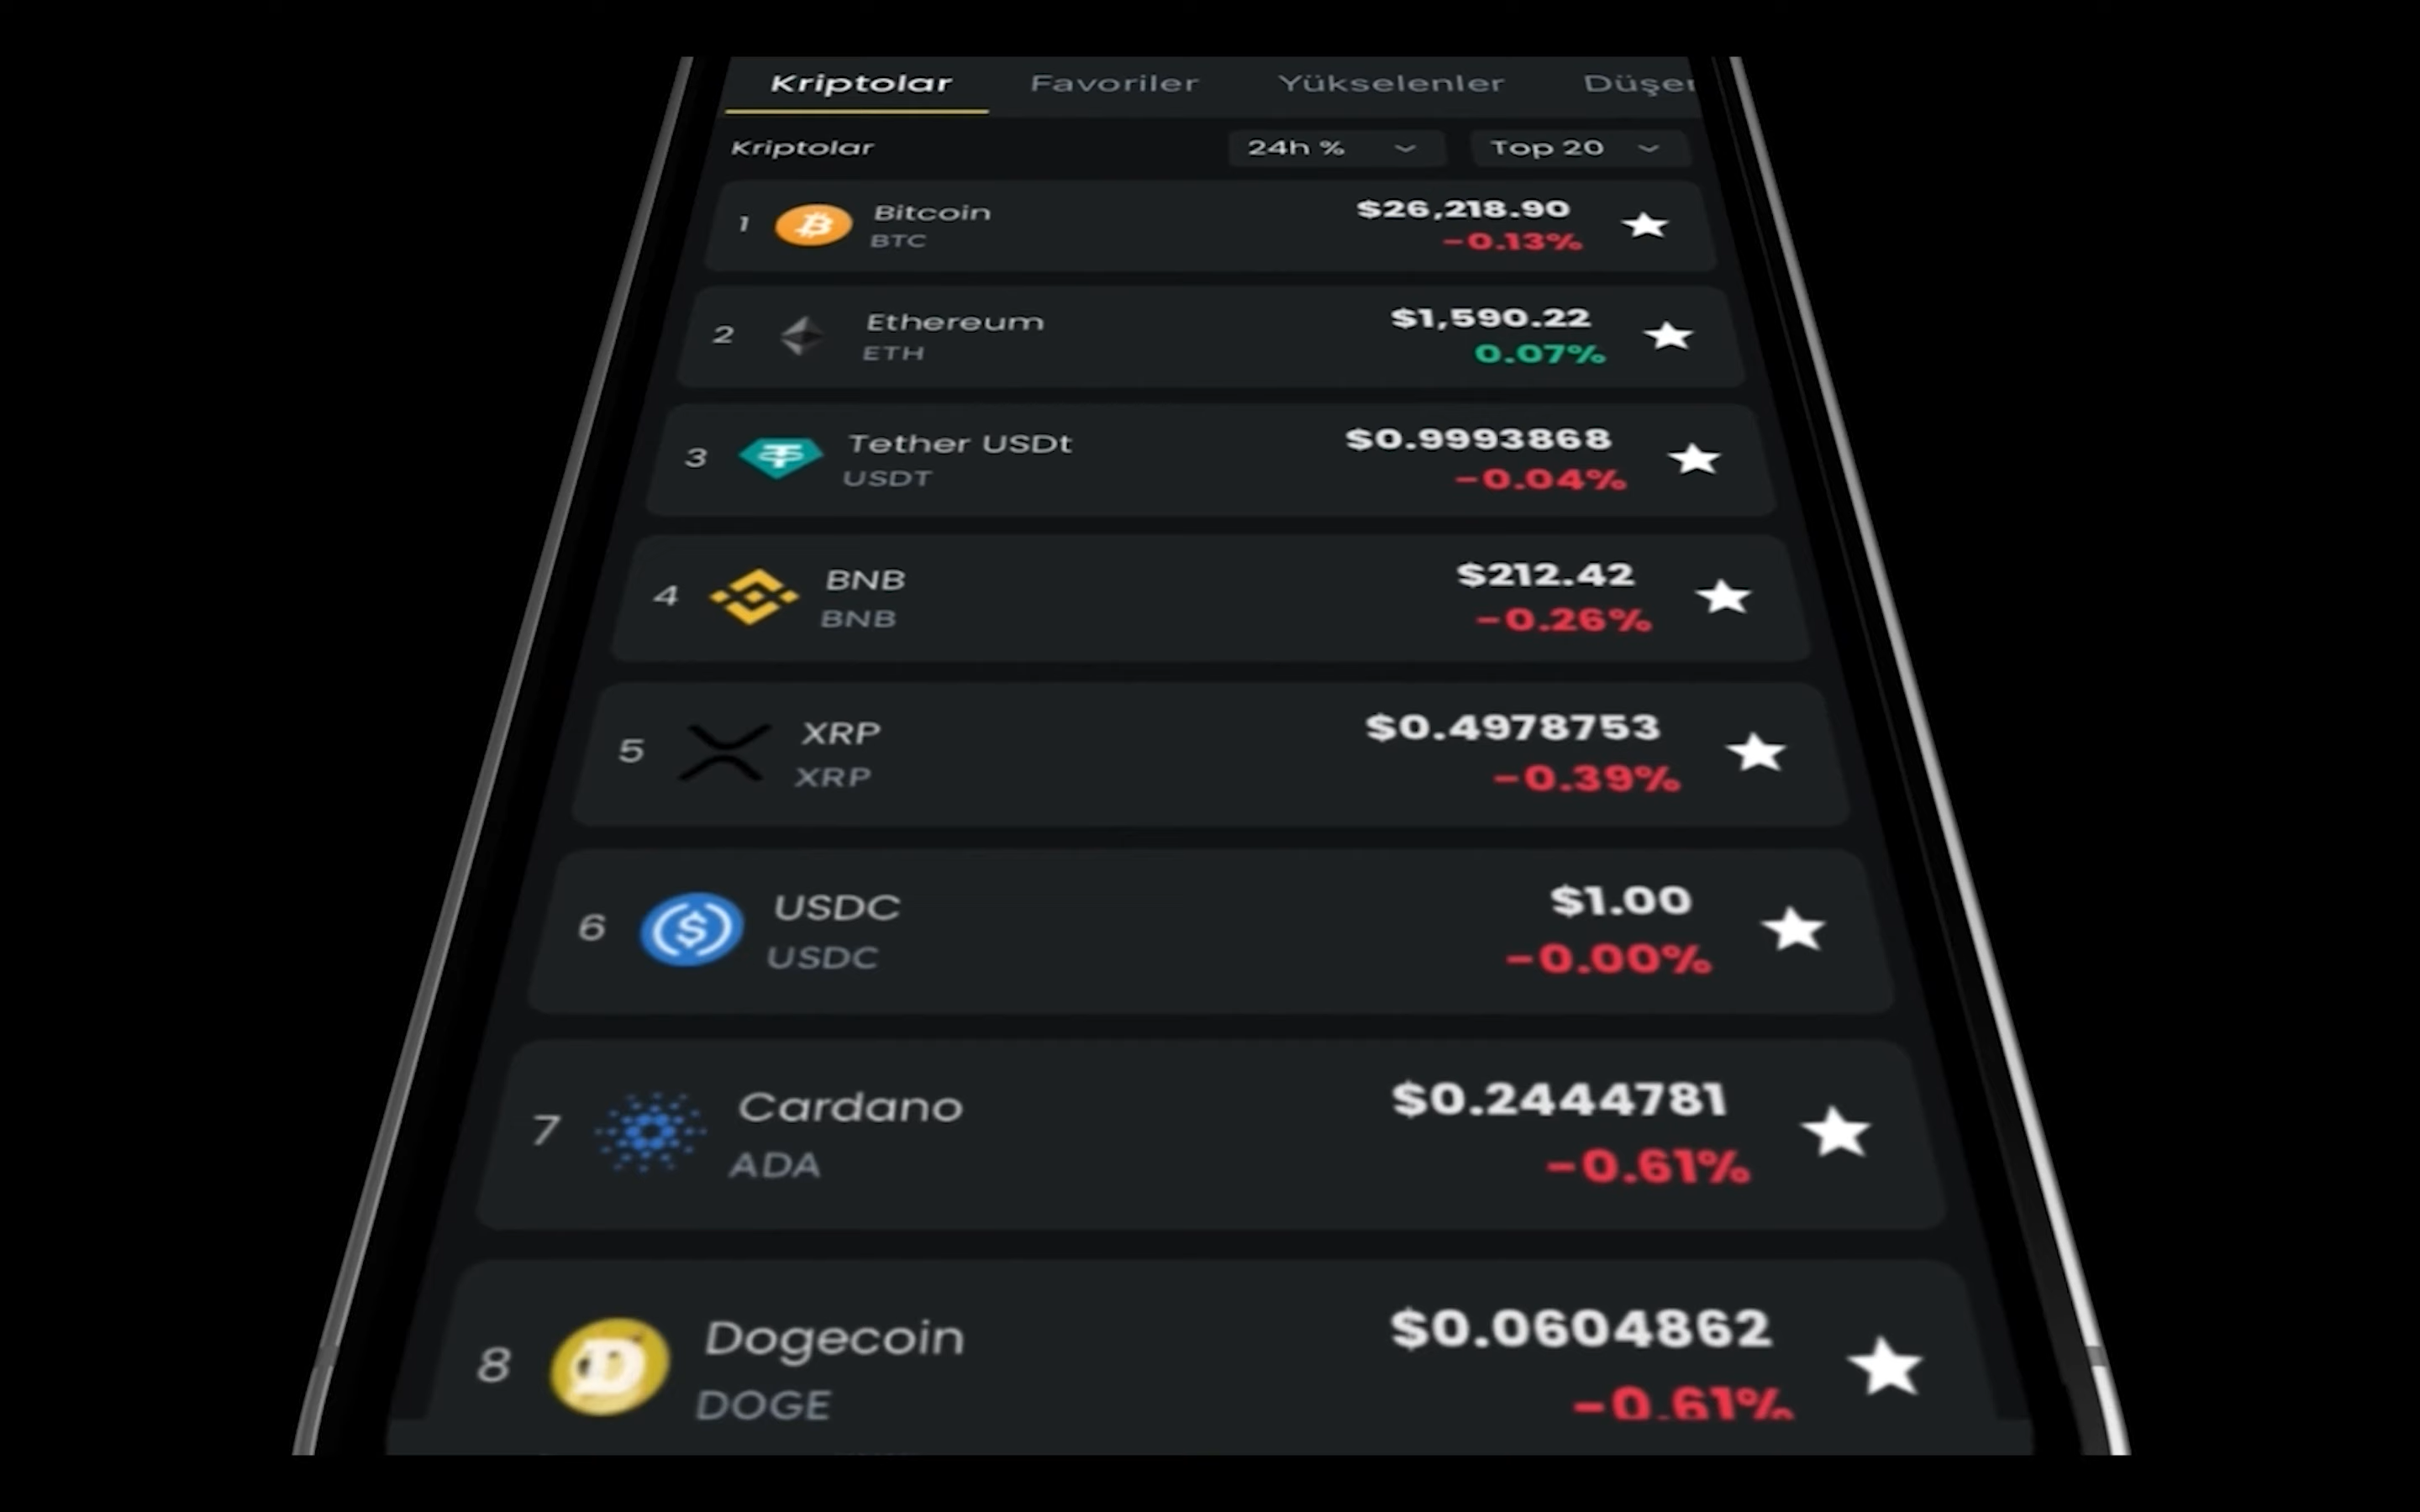 Kriptolar Favoriler Yükselenler Düşer
Kriptolar 24h % Top 20
1 Bitcoin $26,218.90
BTC -0.13%
2 Ethereum $1,590.22
ETH 0.07%
3 Tether USDt $0.9993868
USDT -0.04%
4 BNB $212.42
BNB -0.26%
5 XRP $0.4978753
XRP -0.39%
6 USDC $1.00
USDC -0.00%
7 Cardano $0.2444781
ADA -0.61%
8 Dogecoin $0.0604862
DOGE -0.61%